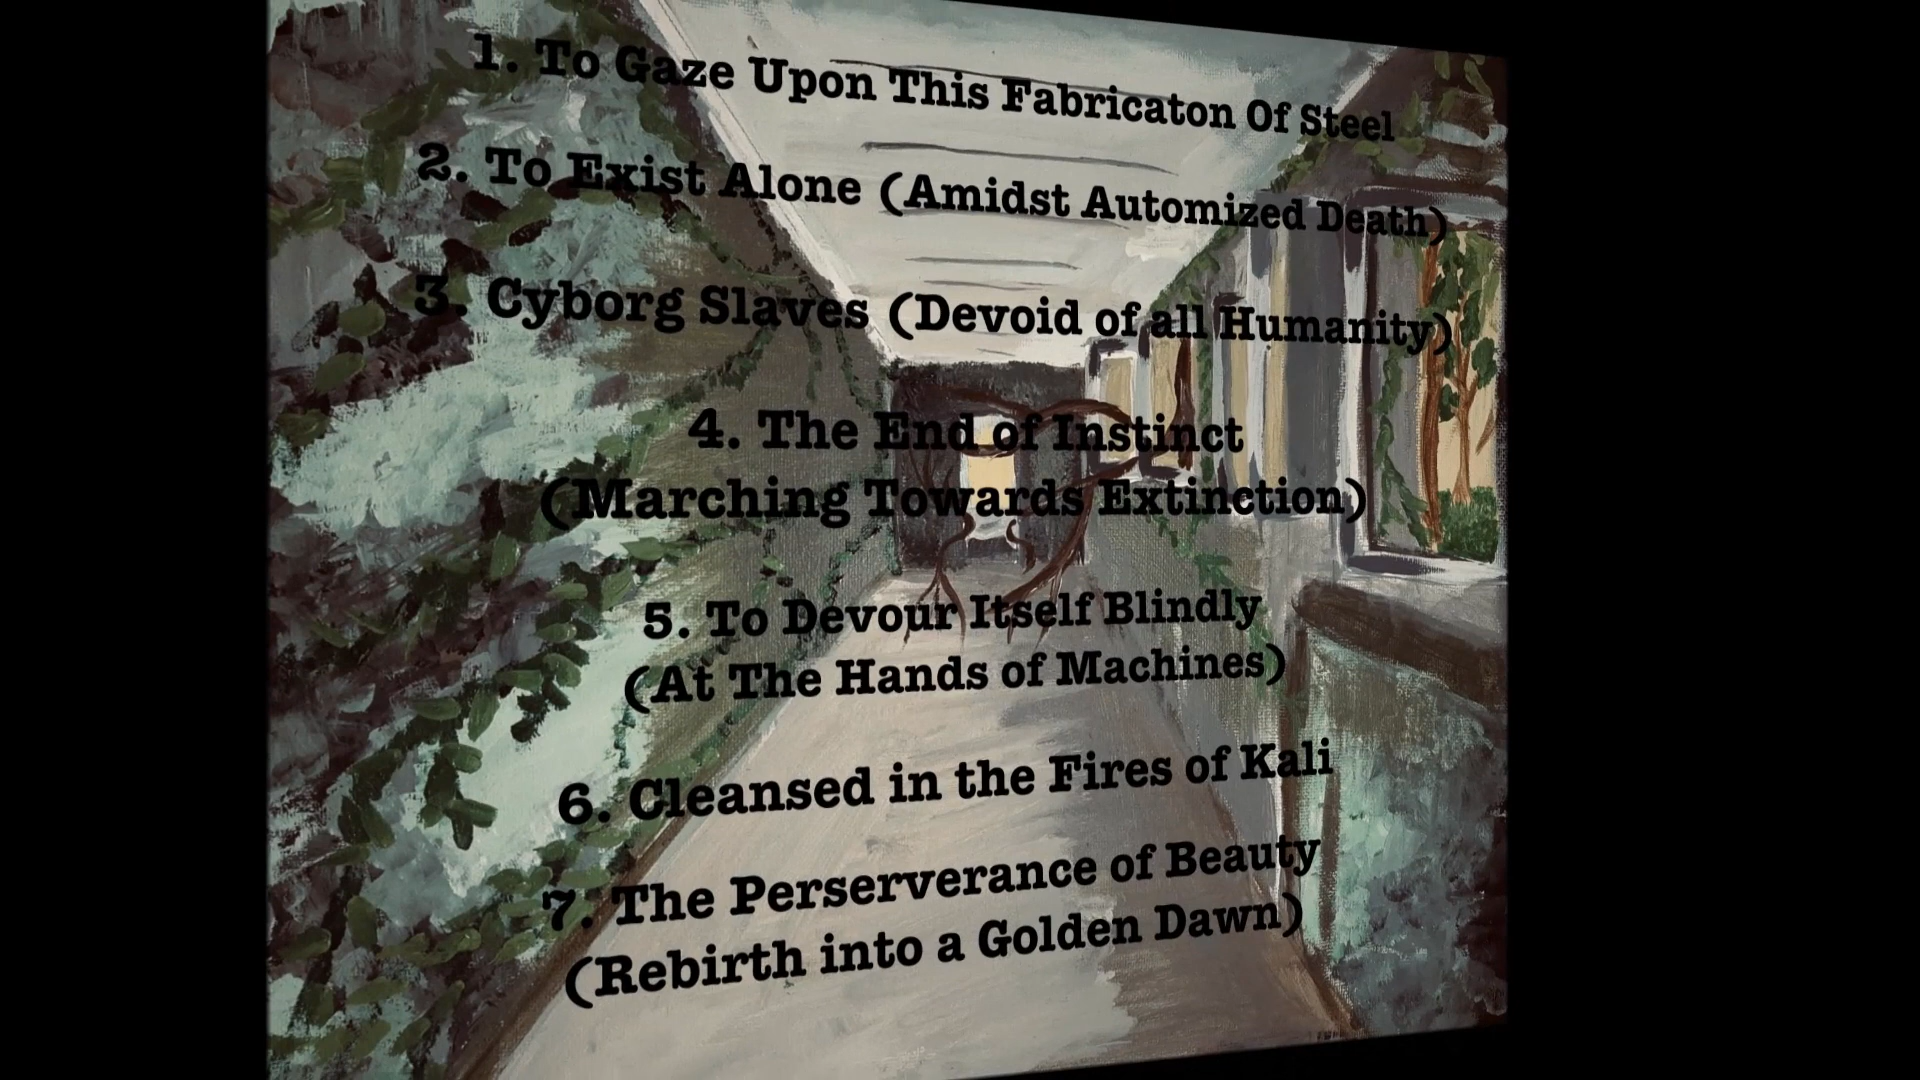 1. To Gaze Upon This Fabricaton Of Steel
2. To Exist Alone (Amidst Automized Death)
3. Cyborg Slaves (Devoid of all Humanity)
4. The End of Instinct
(Marching Towards Extinction)
5. To Devour Itself Blindly
(At The Hands of Machines)
6. Cleansed in the Fires of Kali
7. The Perserverance of Beauty
(Rebirth into a Golden Dawn)